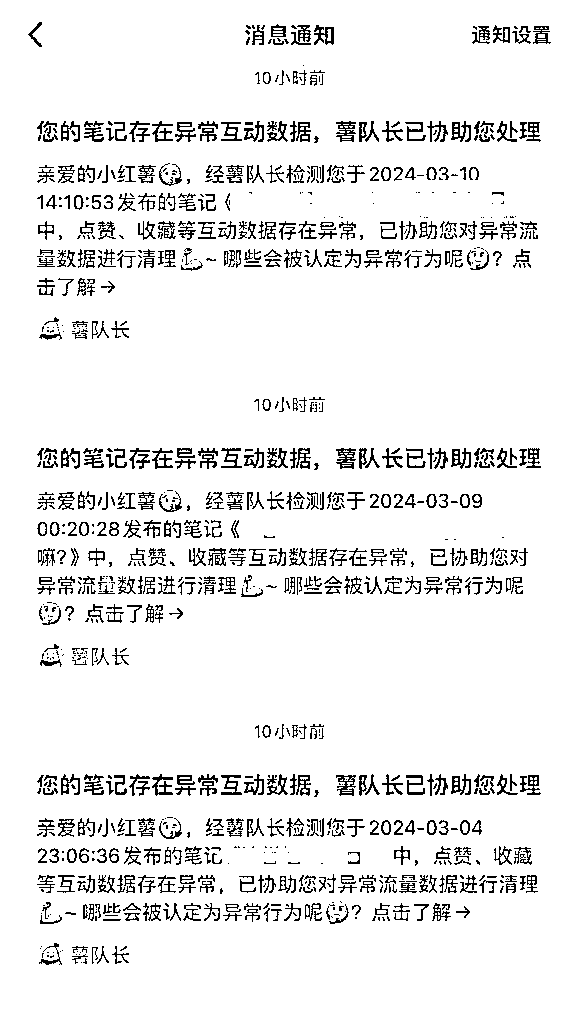 消息通知
通知设置
10小时前
您的笔记存在异常互动数据，薯队长已协助您处理
亲爱的小红薯😘，经薯队长检测您于2024-03-10
14:10:53发布的笔记《
中，点赞、收藏等互动数据存在异常，已协助您对异常流
量数据进行清理💪~ 哪些会被认定为异常行为呢🤔？点
击了解→
薯队长
10小时前
您的笔记存在异常互动数据，薯队长已协助您处理
亲爱的小红薯😘，经薯队长检测您于2024-03-09
00:20:28发布的笔记《
嘛?》中，点赞、收藏等互动数据存在异常，已协助您对
异常流量数据进行清理💪~ 哪些会被认定为异常行为呢
🤔？点击了解→
薯队长
10小时前
您的笔记存在异常互动数据，薯队长已协助您处理
亲爱的小红薯😘，经薯队长检测您于2024-03-04
23:06:36发布的笔记 中，点赞、收藏
等互动数据存在异常，已协助您对异常流量数据进行清理
💪~ 哪些会被认定为异常行为呢🤔？点击了解→
薯队长